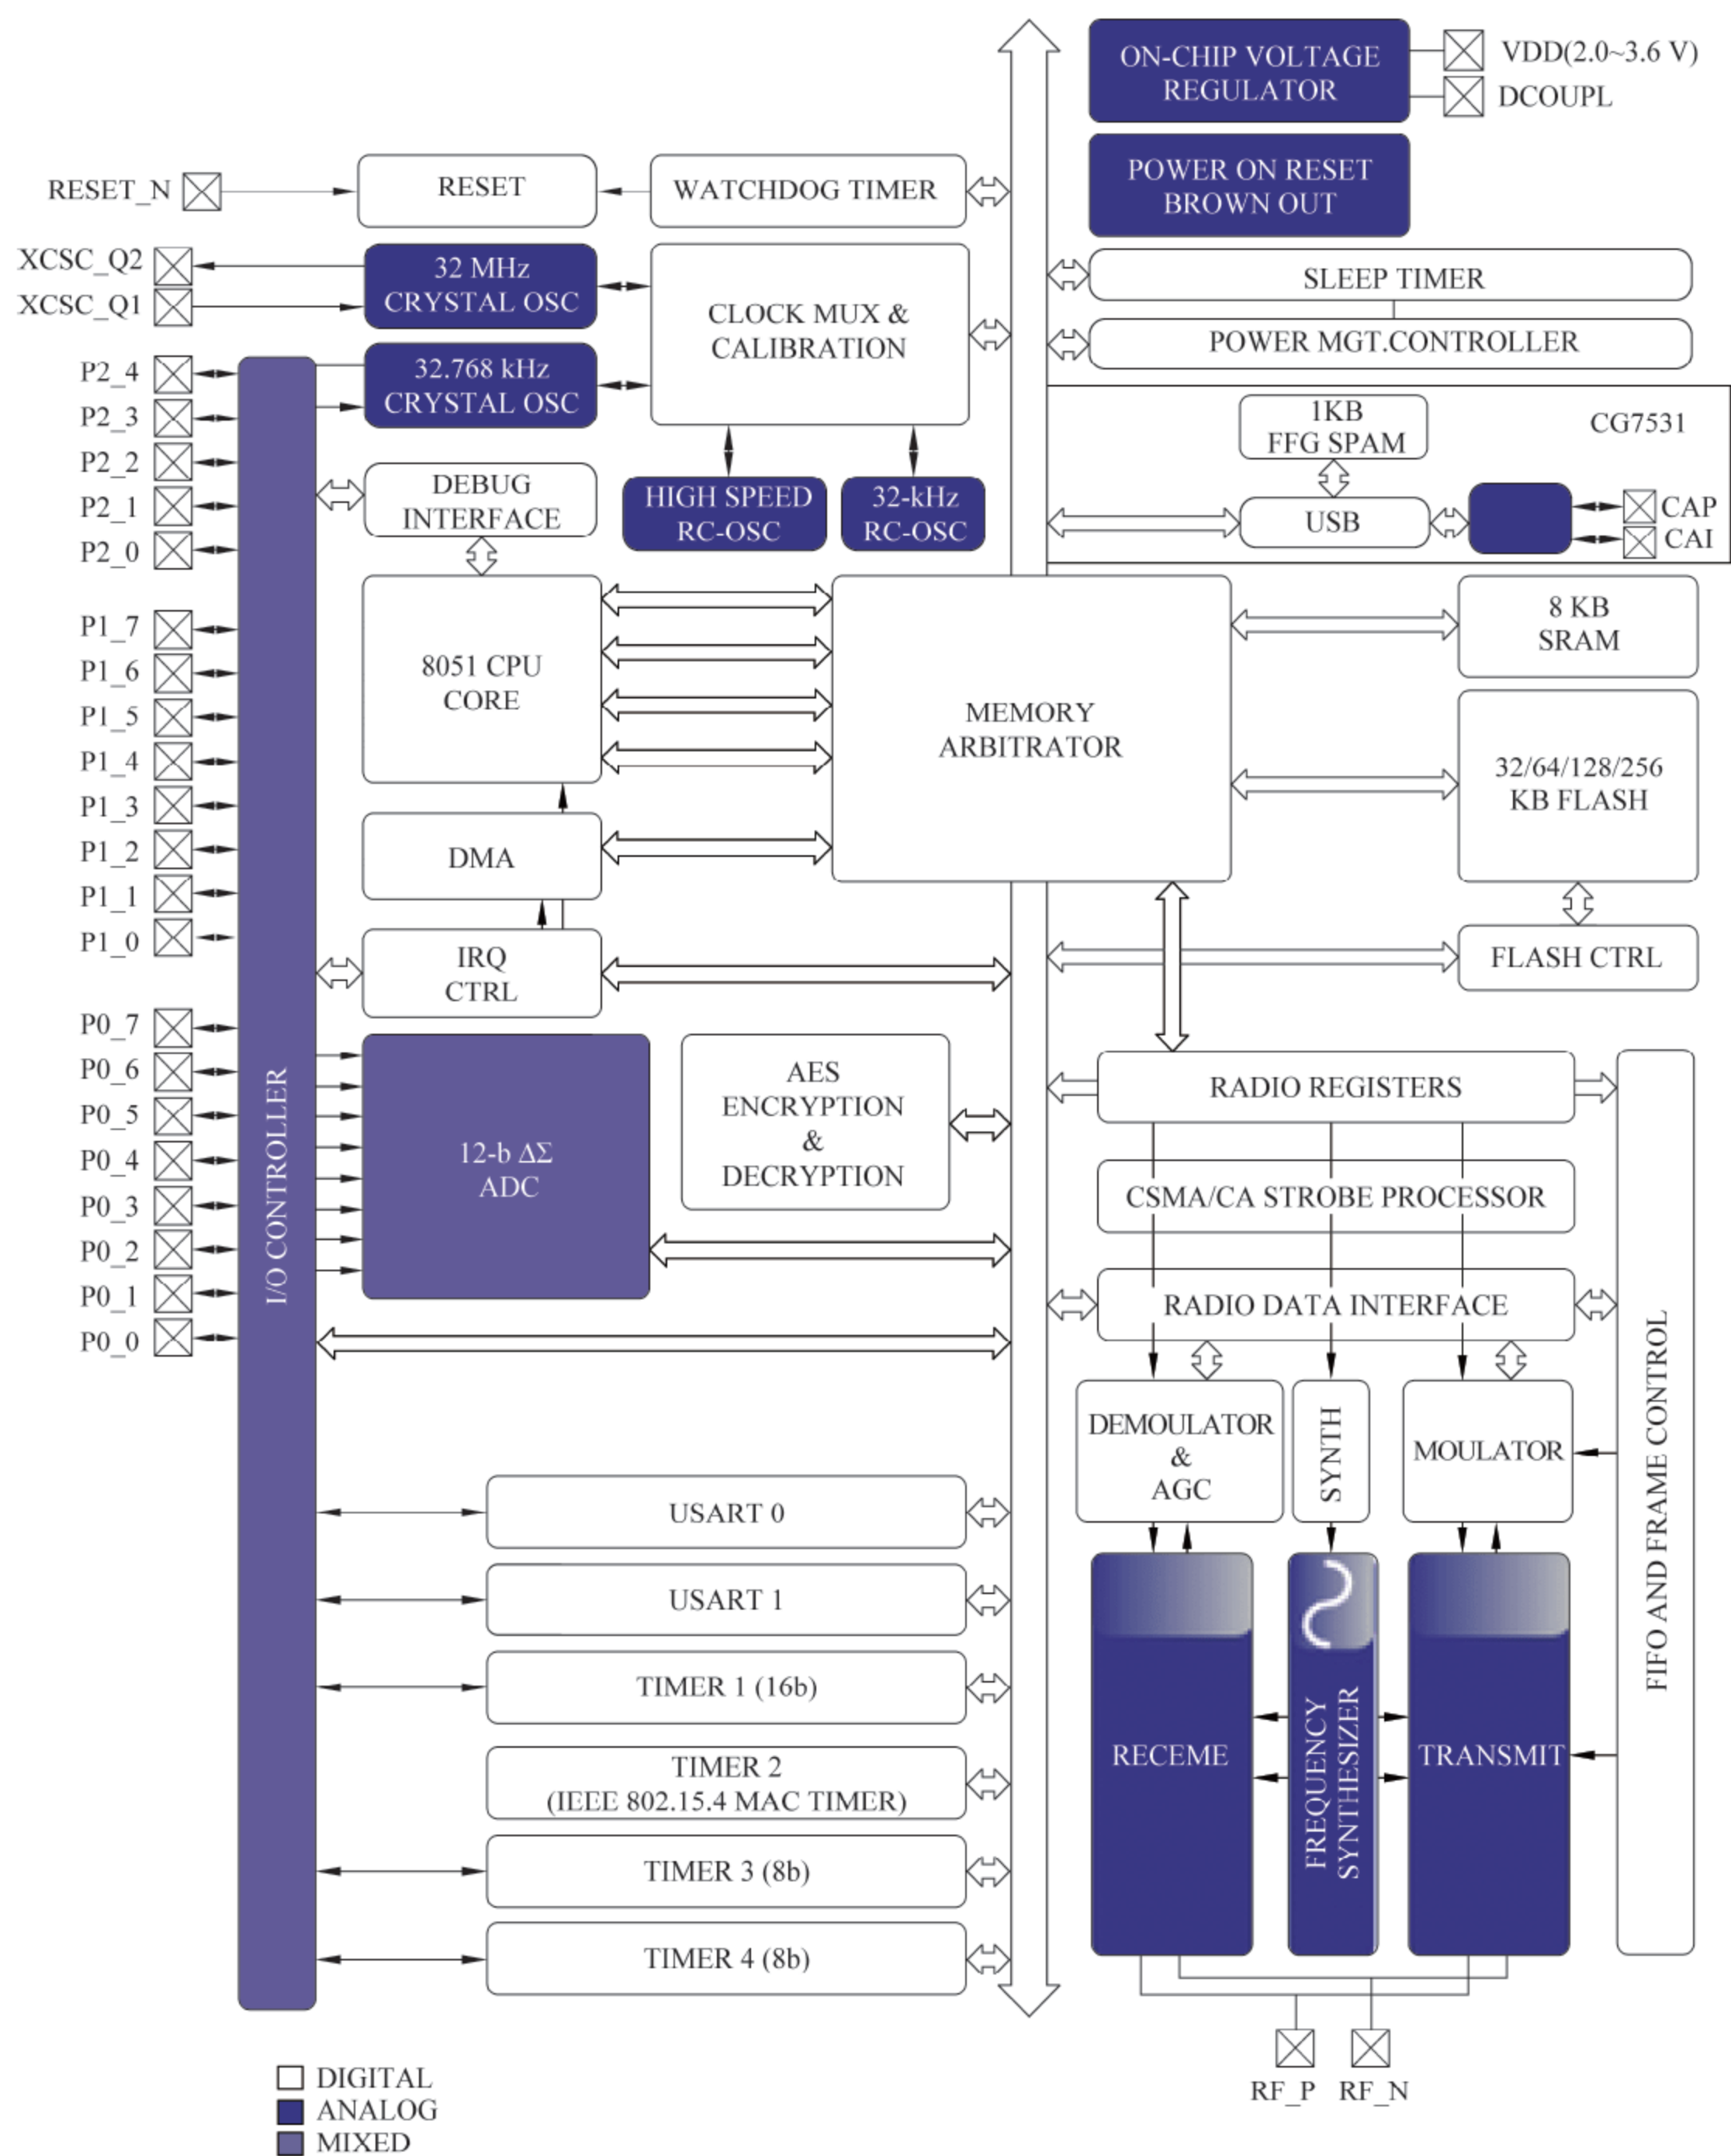 ON-CHIP VOLTAGE
REGULATOR
VDD(2.0~3.6 V)
DCOUPL
POWER ON RESET
BROWN OUT
RESET_N
RESET
WATCHDOG TIMER
XCSC_Q2
XCSC_Q1
32 MHz
CRYSTAL OSC
CLOCK MUX &
CALIBRATION
SLEEP TIMER
POWER MGT.CONTROLLER
32.768 kHz
CRYSTAL OSC
P2_4
P2_3
P2_2
P2_1
P2_0
1KB
FFG SPAM
CG7531
DEBUG
INTERFACE
HIGH SPEED
RC-OSC
32-kHz
RC-OSC
USB
CAP
CAI
P1_7
P1_6
P1_5
P1_4
P1_3
P1_2
P1_1
P1_0
8051 CPU
CORE
MEMORY
ARBITRATOR
8 KB
SRAM
32/64/128/256
KB FLASH
DMA
IRQ
CTRL
FLASH CTRL
P0_7
P0_6
P0_5
P0_4
P0_3
P0_2
P0_1
P0_0
I/O CONTROLLER
12-b ΔΣ
ADC
AES
ENCRYPTION
&
DECRYPTION
RADIO REGISTERS
CSMA/CA STROBE PROCESSOR
RADIO DATA INTERFACE
FIFO AND FRAME CONTROL
DEMOULATOR
&
AGC
SYNTH
MOULATOR
USART 0
USART 1
TIMER 1 (16b)
TIMER 2
(IEEE 802.15.4 MAC TIMER)
TIMER 3 (8b)
TIMER 4 (8b)
RECEME
FREQUENCY
SYNTHESIZER
TRANSMIT
RF_P
RF_N
DIGITAL
ANALOG
MIXED